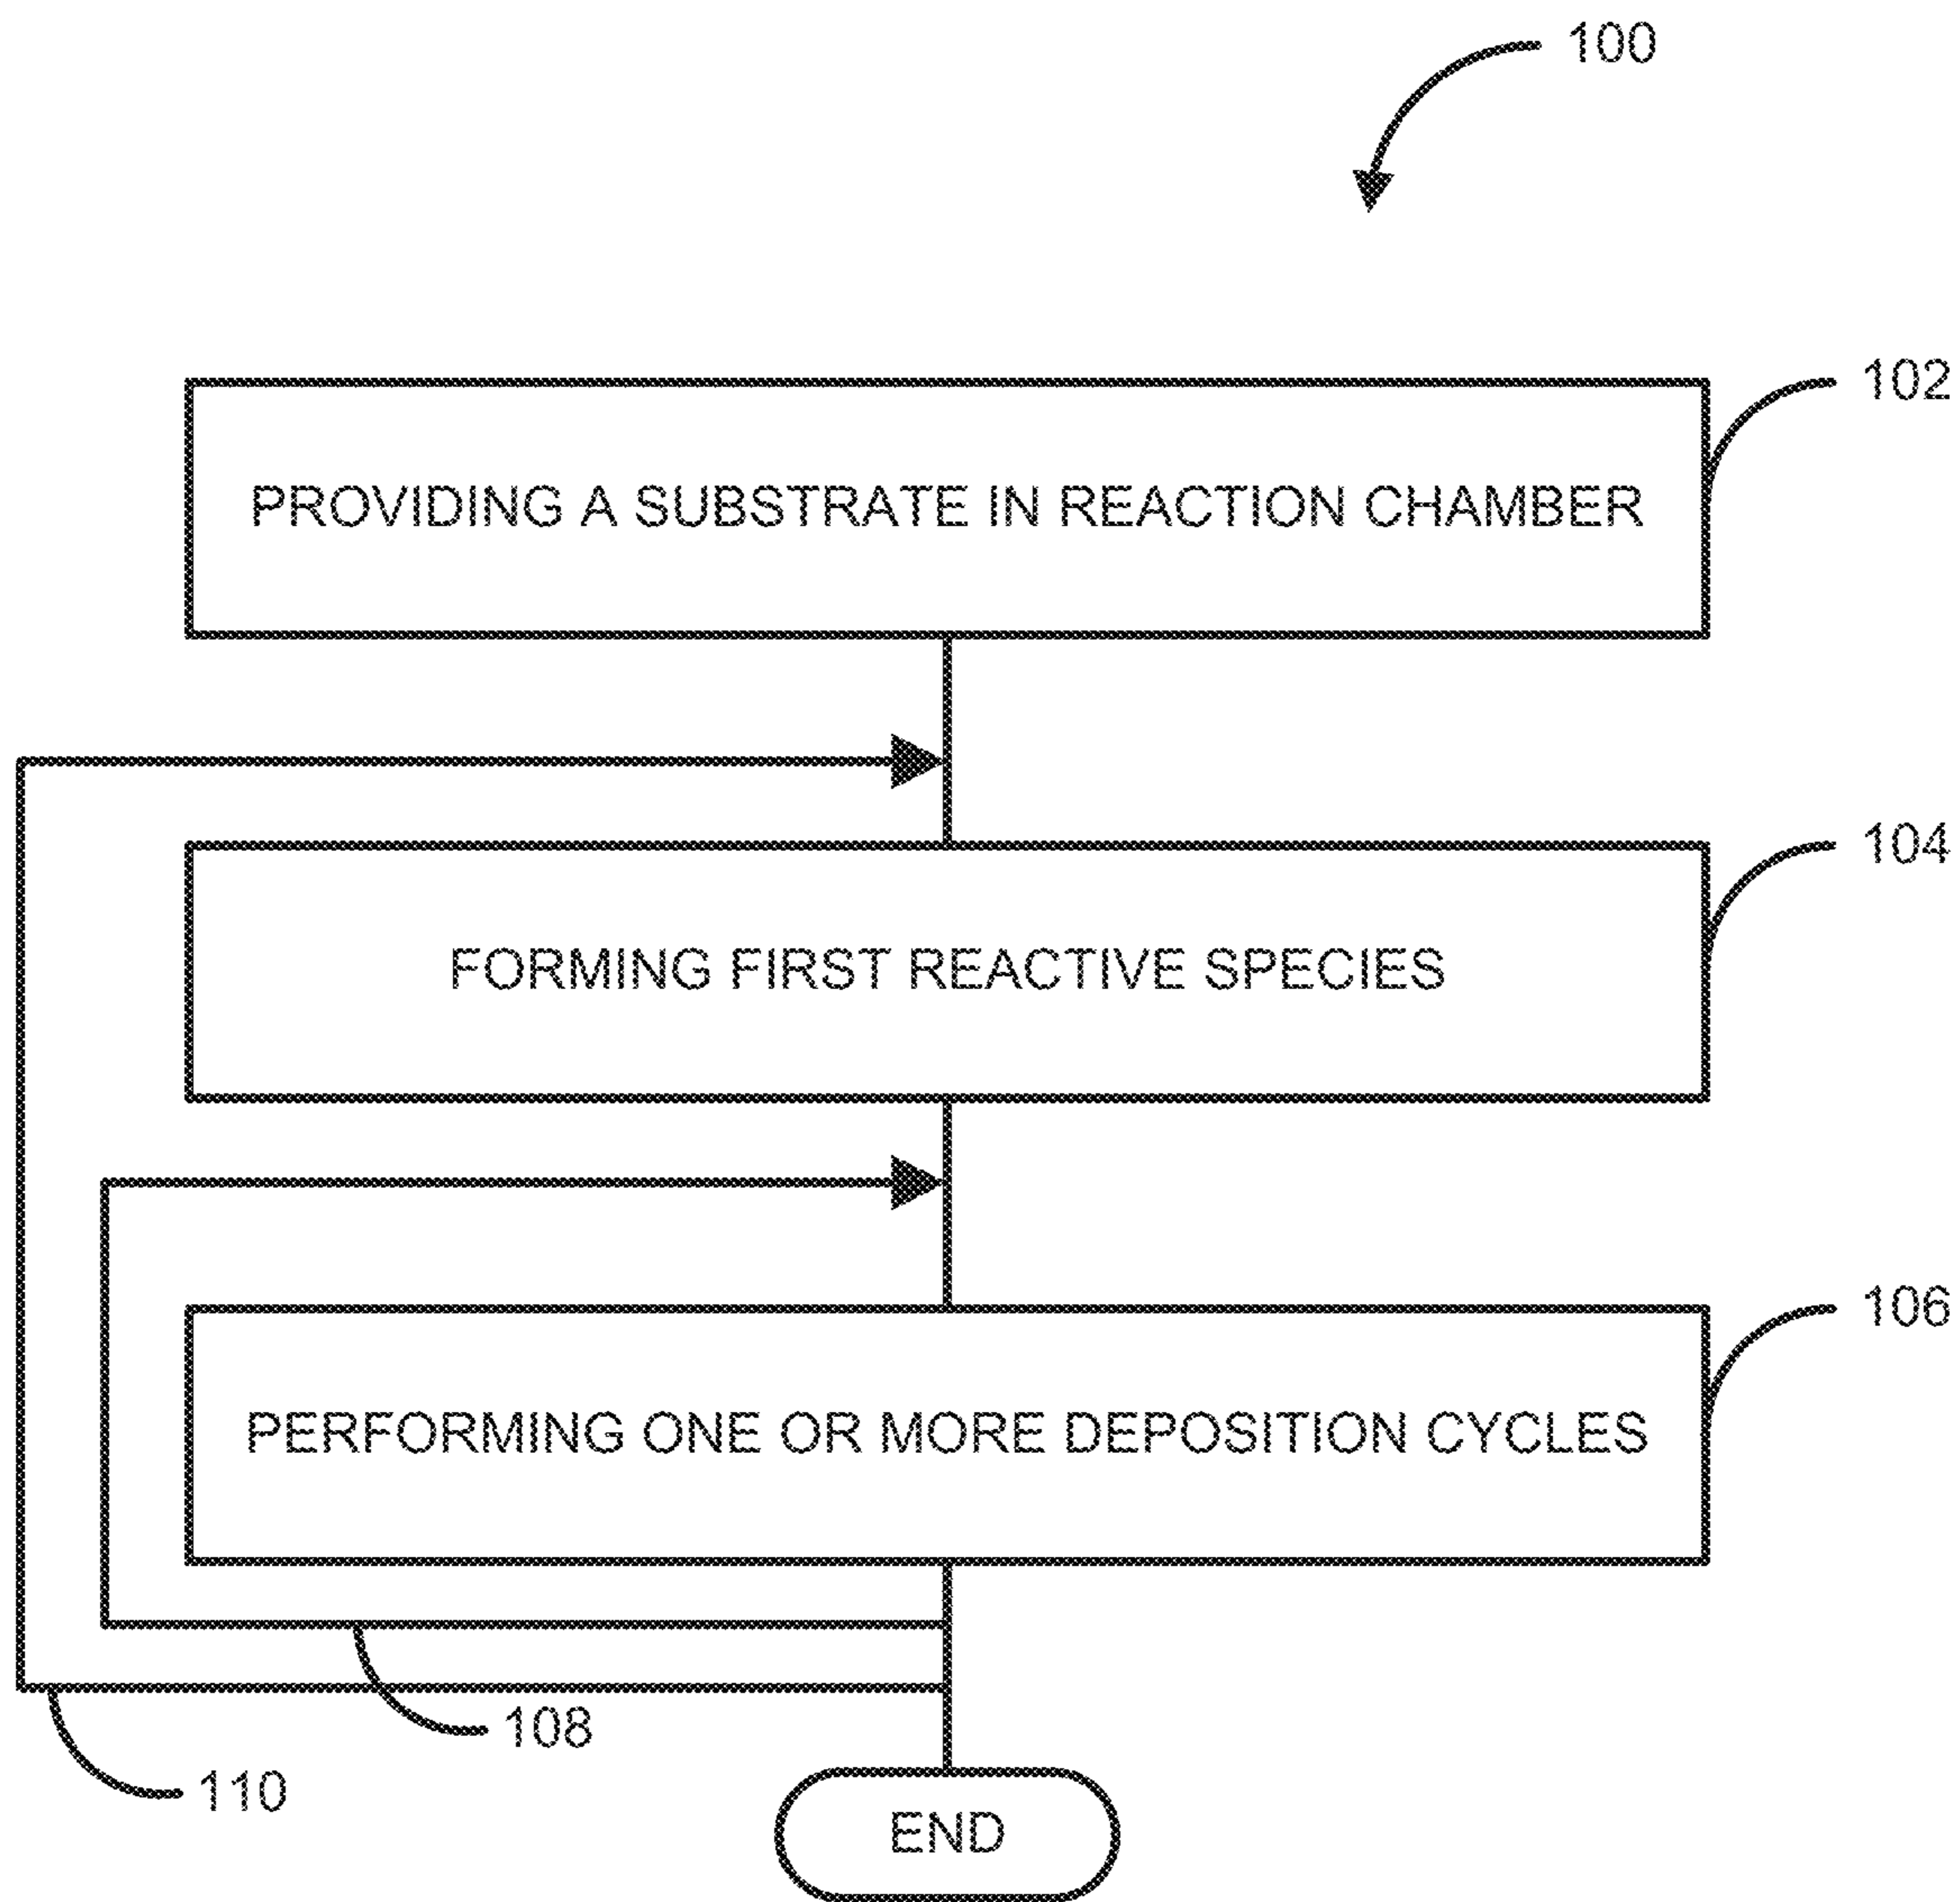 100
PROVIDING A SUBSTRATE IN REACTION CHAMBER
102
FORMING FIRST REACTIVE SPECIES
104
PERFORMING ONE OR MORE DEPOSITION CYCLES
106
108
110
END